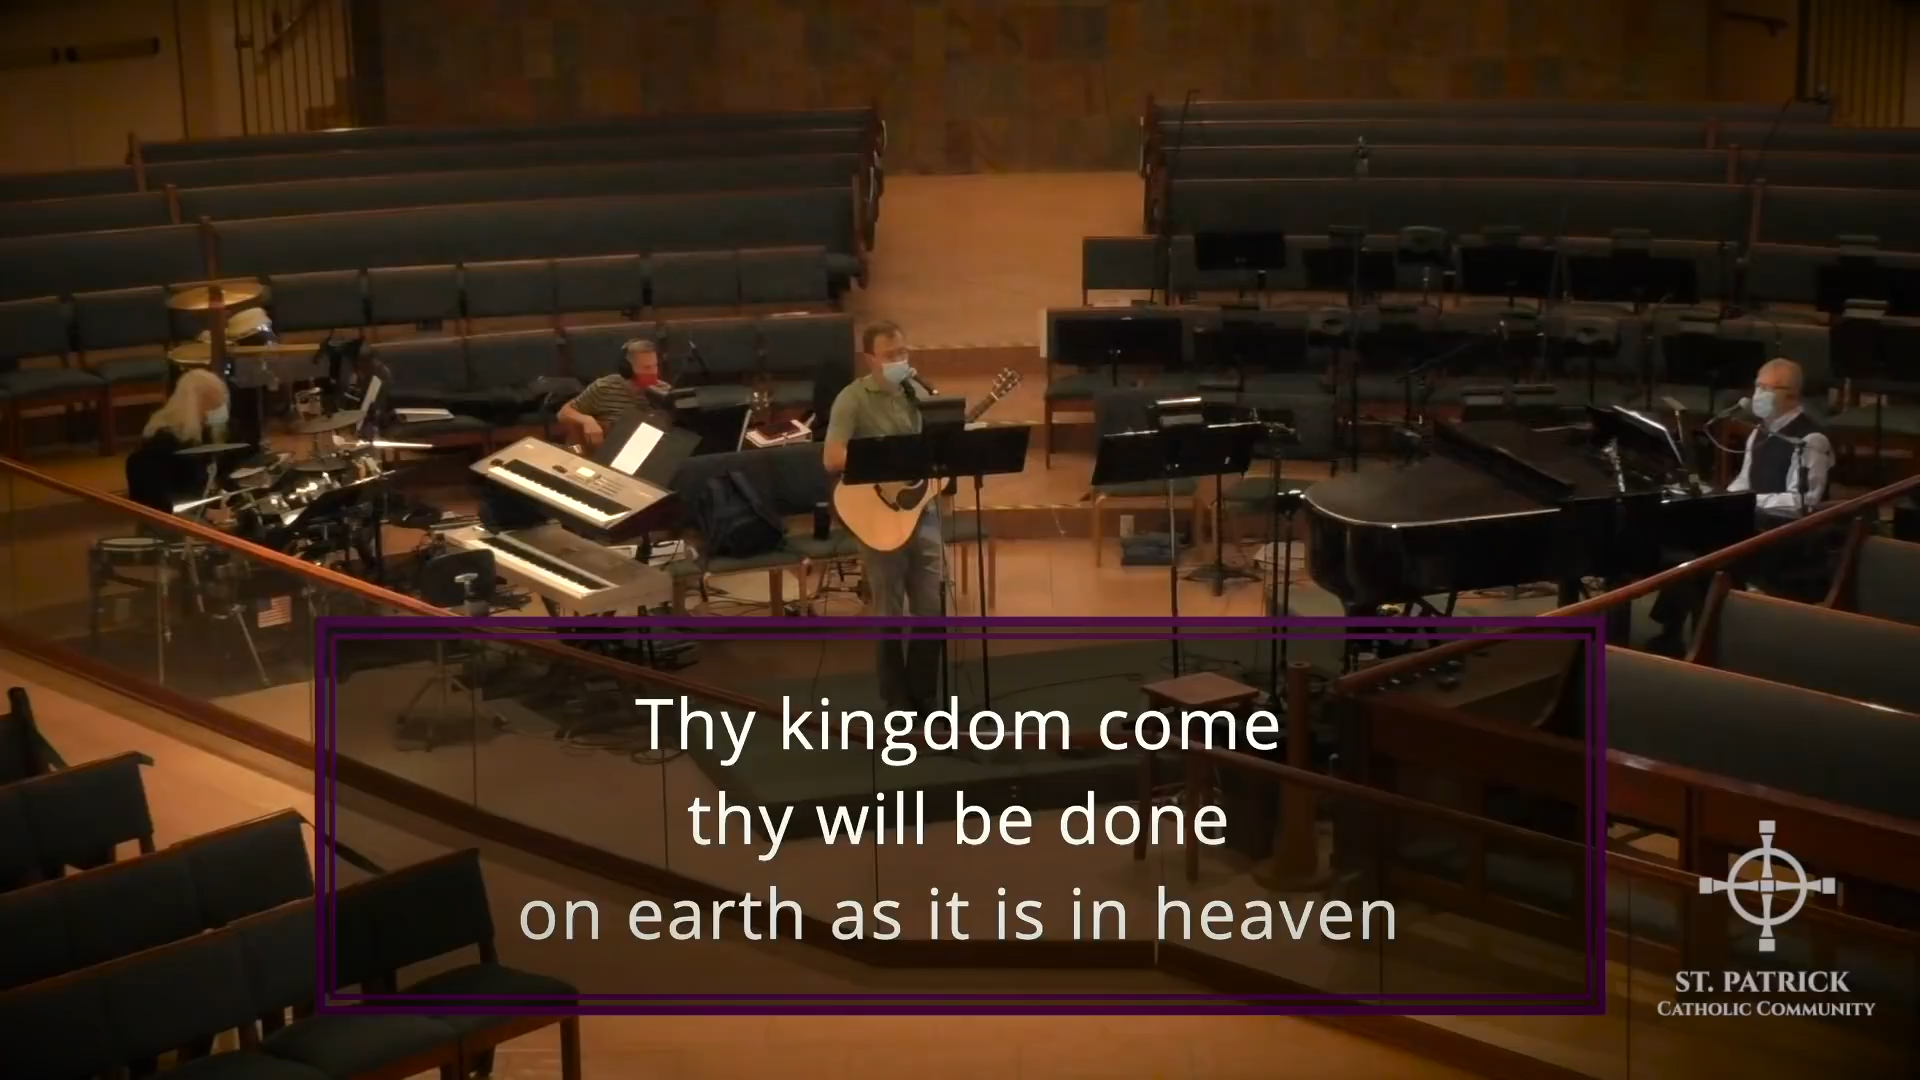 Thy kingdom come
thy will be done
on earth as it is in heaven
ST. PATRICK
CATHOLIC COMMUNITY